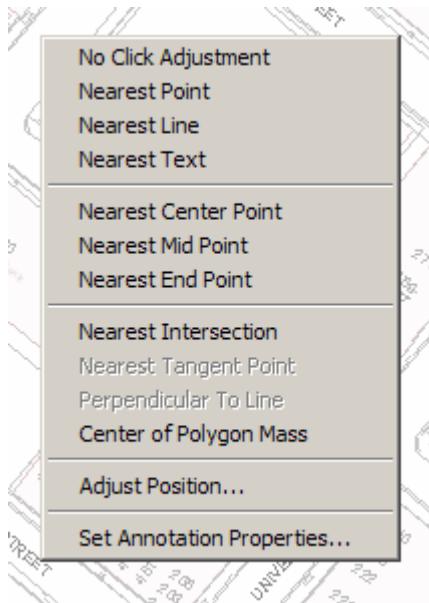 STREET
No Click Adjustment
Nearest Point
Nearest Line
Nearest Text
Nearest Center Point
Nearest Mid Point
Nearest End Point
Nearest Intersection
Nearest Tangent Point
Perpendicular To Line
Center of Polygon Mass
Adjust Position...
Set Annotation Properties...